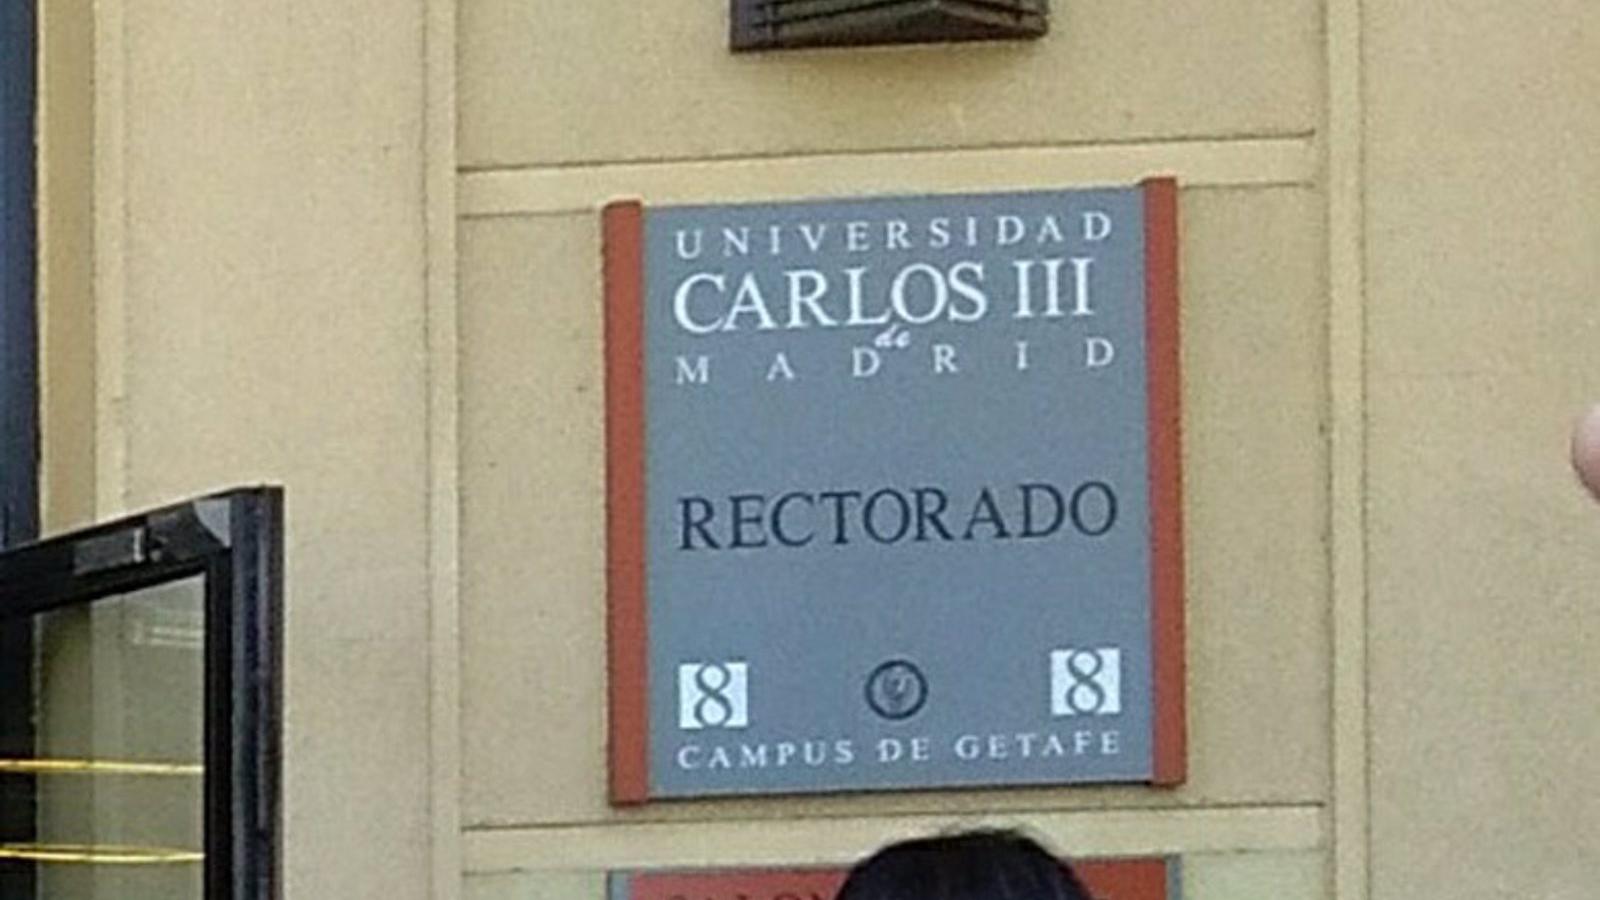 UNIVERSIDAD
CARLOS III
de
MADRID
RECTORADO
8 8
CAMPUS DE GETAFE